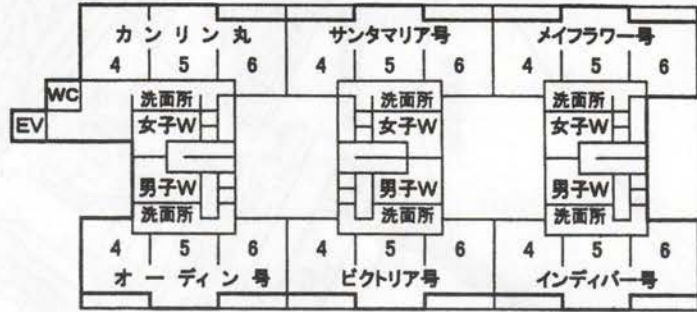 カンリン丸 サンタマリア号 メイフラワー号
4 5 6 4 5 6 4 5 6
WC 洗面所 洗面所 洗面所
EV 女子W 女子W 女子W
男子W 男子W 男子W
洗面所 洗面所 洗面所
4 5 6 4 5 6 4 5 6
オーディン号 ビクトリア号 インディバー号